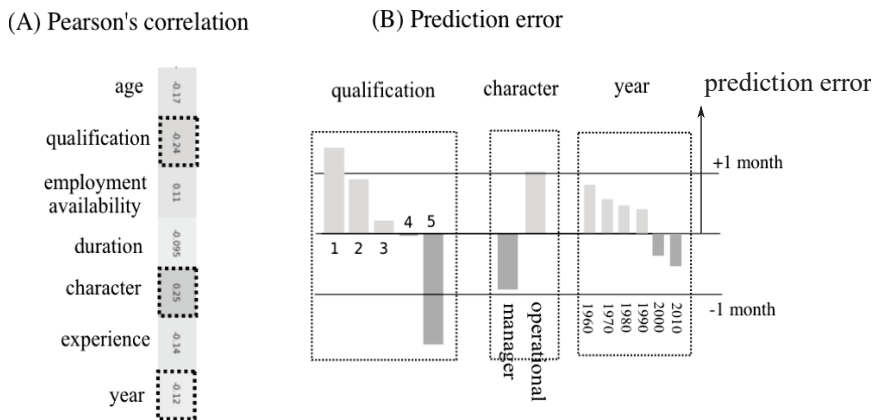 (A) Pearson's correlation
age
-0.17
qualification
-0.24
employment
availability
0.11
duration
-0.095
character
0.25
experience
-0.14
year
-0.12
(B) Prediction error
qualification
character
year
prediction error
+1 month
-1 month
1
2
3
4
5
manager
operational
1960
1970
1980
1990
2000
2010